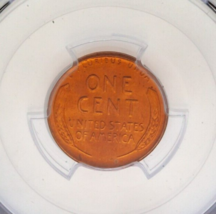 ONE
CENT
UNITED STATES
OF AMERICA